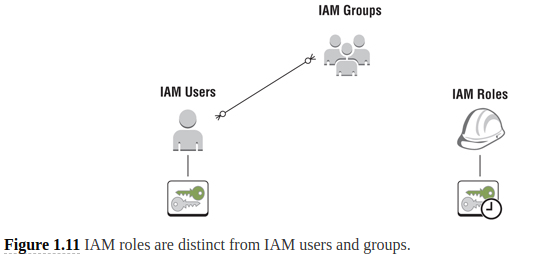 IAM Groups
IAM Users
IAM Roles
Figure 1.11 IAM roles are distinct from IAM users and groups.